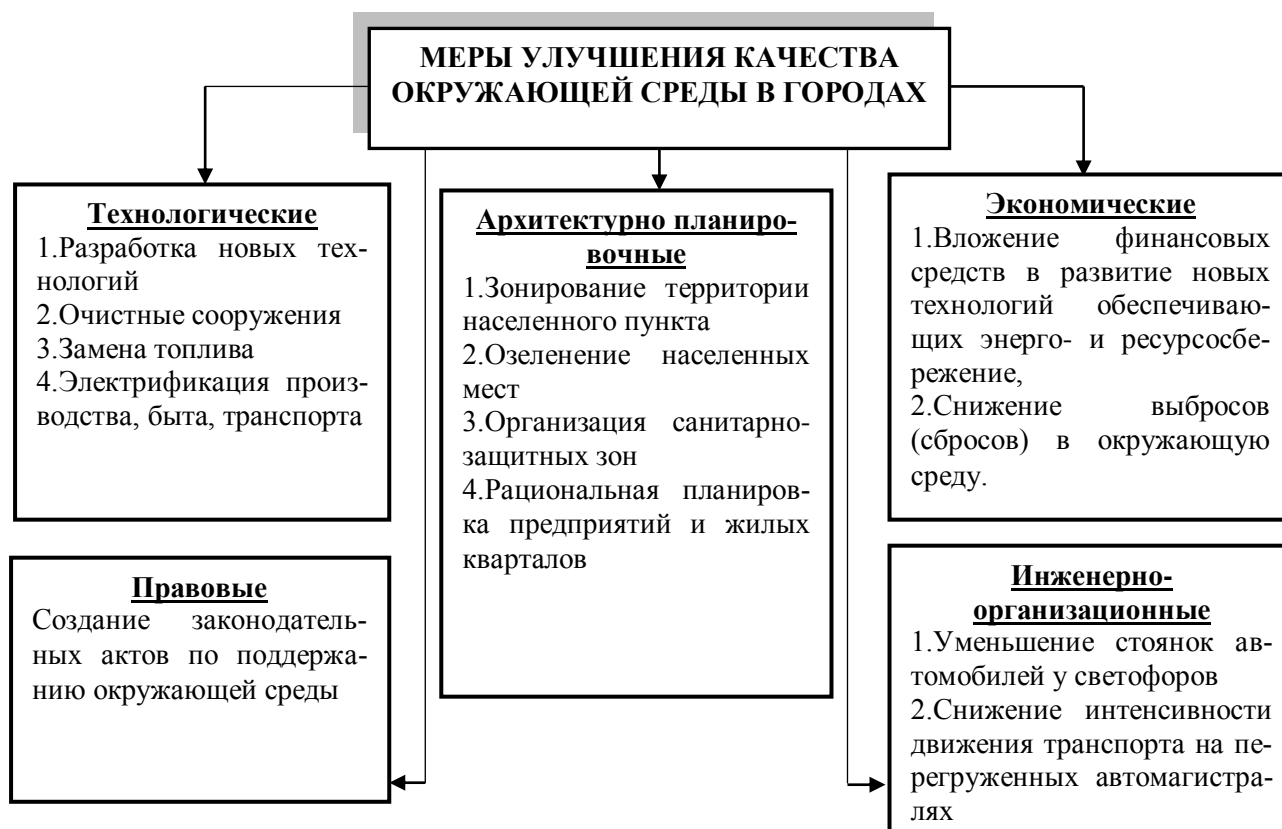 МЕРЫ УЛУЧШЕНИЯ КАЧЕСТВА
ОКРУЖАЮЩЕЙ СРЕДЫ В ГОРОДАХ
Технологические
1.Разработка новых тех-
нологий
2.Очистные сооружения
3.Замена топлива
4.Электрификация произ-
водства, быта, транспорта
Архитектурно планиро-
вочные
1.Зонирование территории
населенного пункта
2.Озеленение населенных
мест
3.Организация санитарно-
защитных зон
4.Рациональная планиров-
ка предприятий и жилых
кварталов
Экономические
1.Вложение финансовых
средств в развитие новых
технологий обеспечиваю-
щих энерго- и ресурсосбе-
режение,
2.Снижение выбросов
(сбросов) в окружающую
среду.
Правовые
Создание законодатель-
ных актов по поддержа-
нию окружающей среды
Инженерно-
организационные
1.Уменьшение стоянок ав-
томобилей у светофоров
2.Снижение интенсивности
движения транспорта на пе-
регруженных автомагистра-
лях